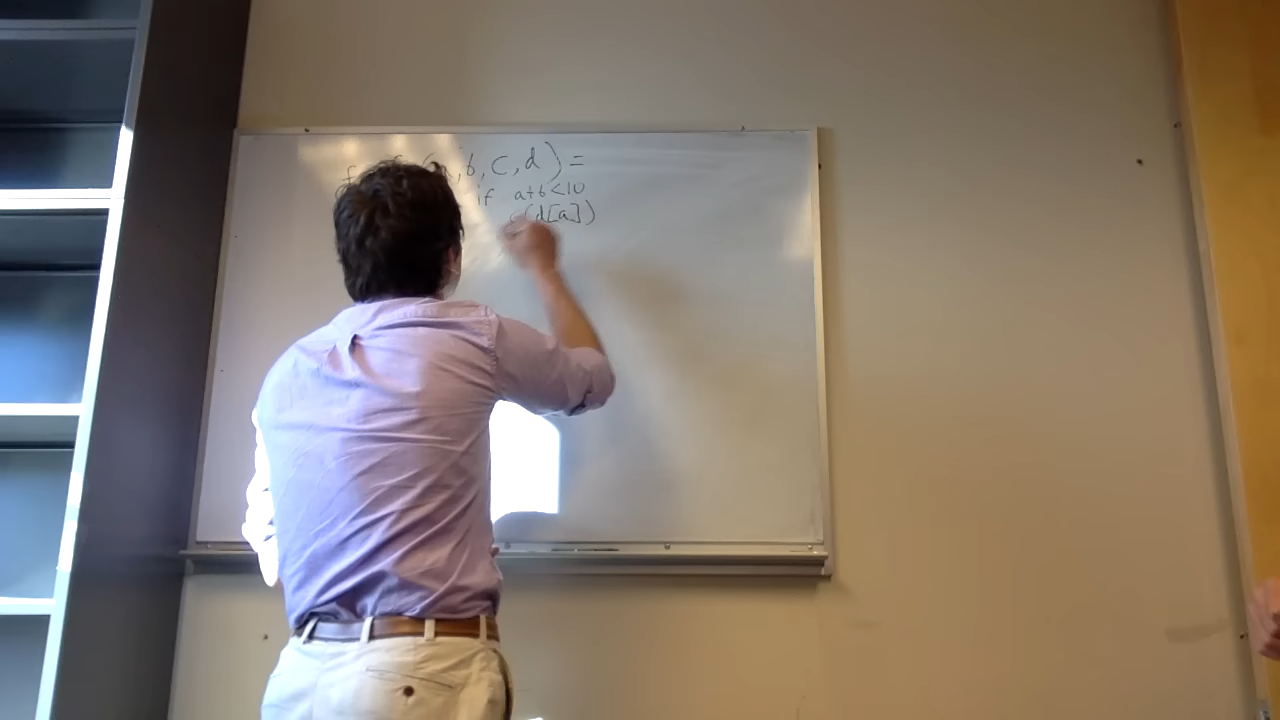 f (a,b,c,d) =
if a+b<10
c(d[a])